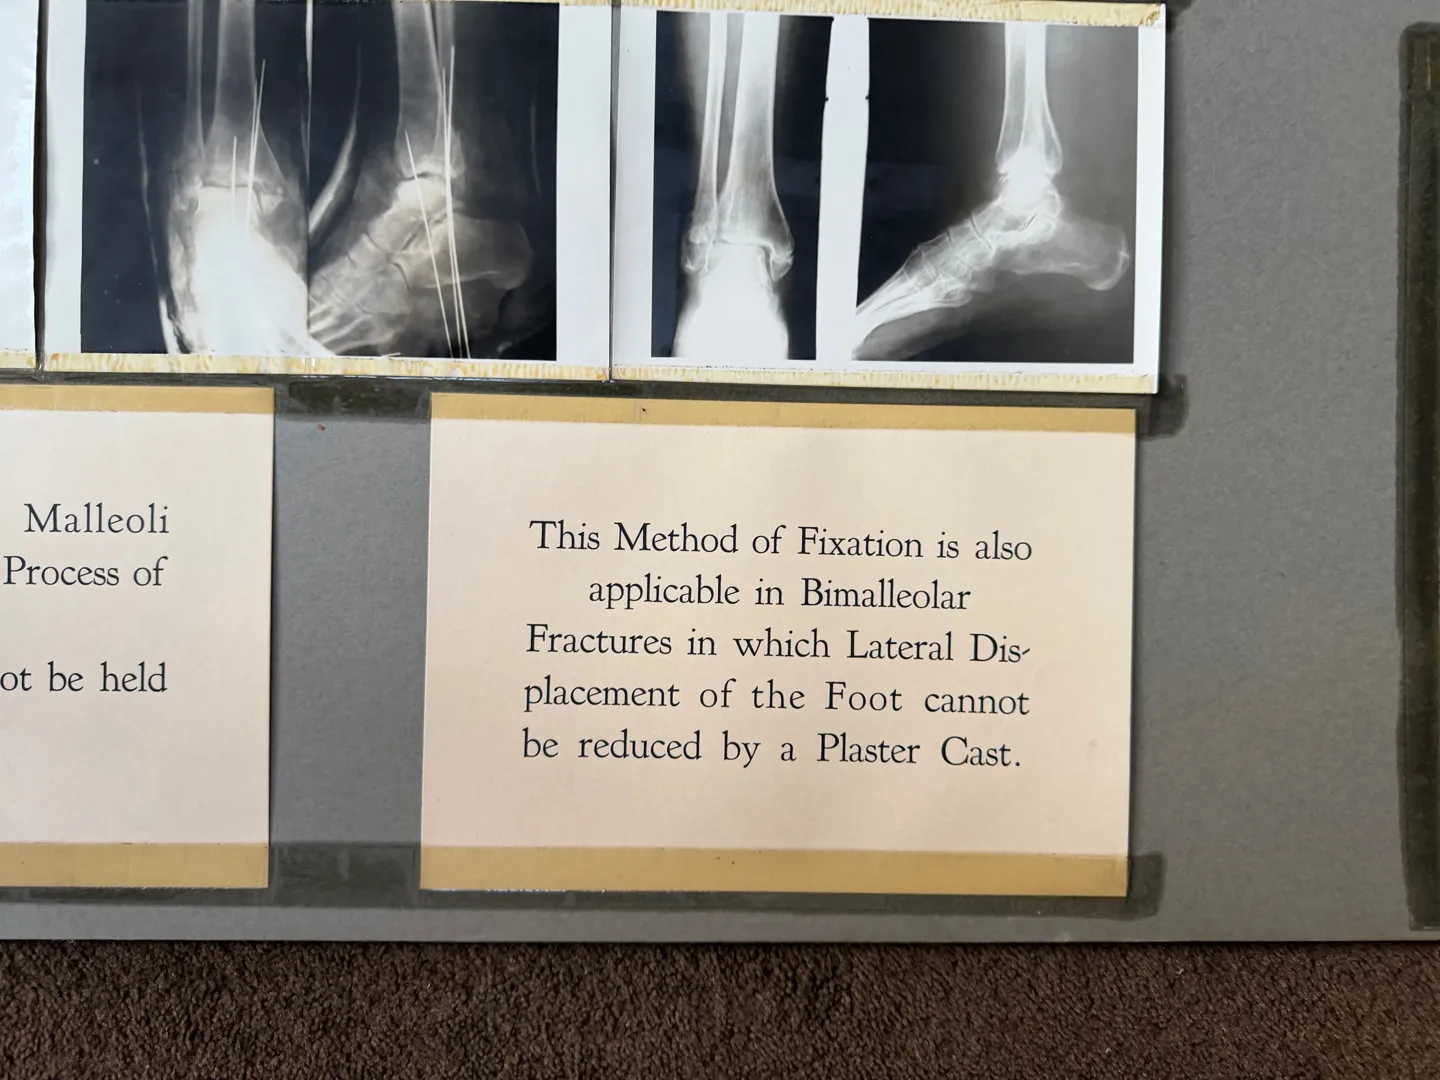 Malleoli
Process of
ot be held
This Method of Fixation is also
applicable in Bimalleolar
Fractures in which Lateral Dis-
placement of the Foot cannot
be reduced by a Plaster Cast.